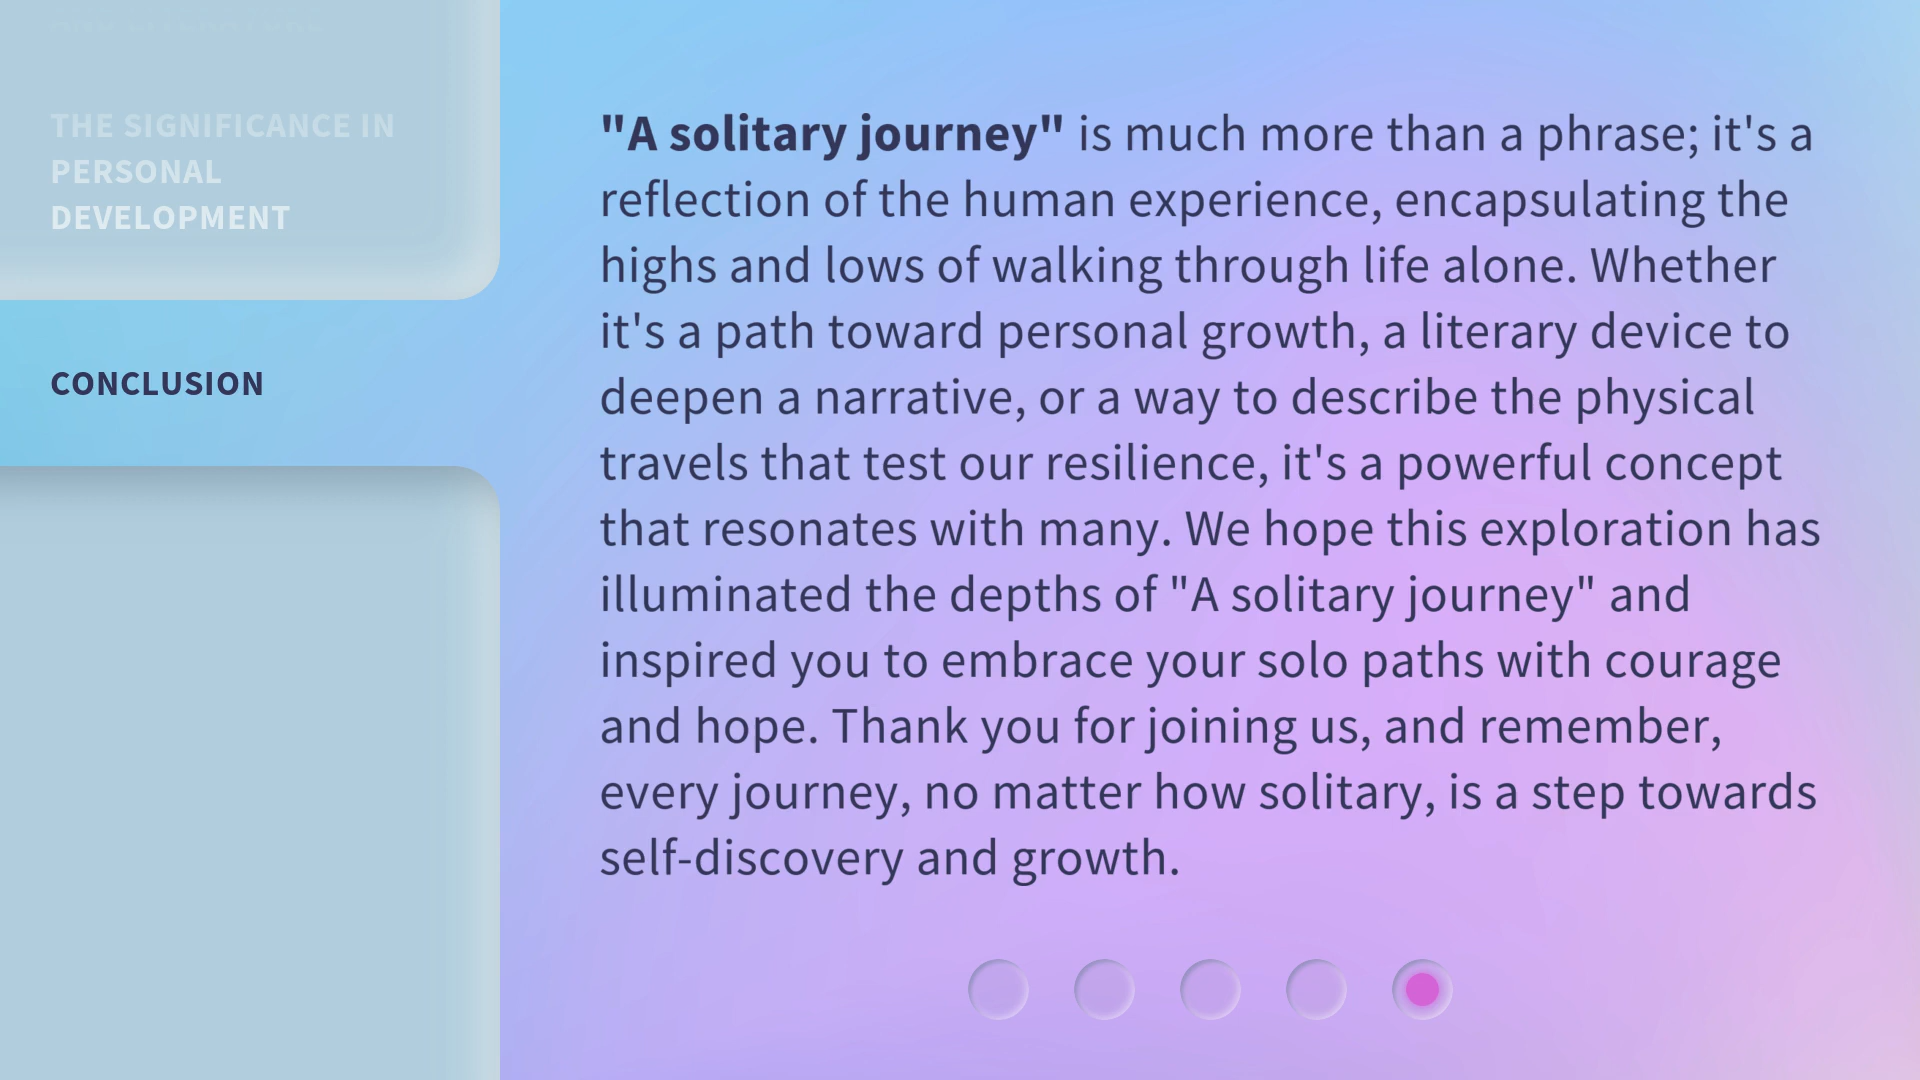 AND LITERATURE
THE SIGNIFICANCE IN
PERSONAL
DEVELOPMENT
CONCLUSION
"A solitary journey" is much more than a phrase; it's a
reflection of the human experience, encapsulating the
highs and lows of walking through life alone. Whether
it's a path toward personal growth, a literary device to
deepen a narrative, or a way to describe the physical
travels that test our resilience, it's a powerful concept
that resonates with many. We hope this exploration has
illuminated the depths of "A solitary journey" and
inspired you to embrace your solo paths with courage
and hope. Thank you for joining us, and remember,
every journey, no matter how solitary, is a step towards
self-discovery and growth.